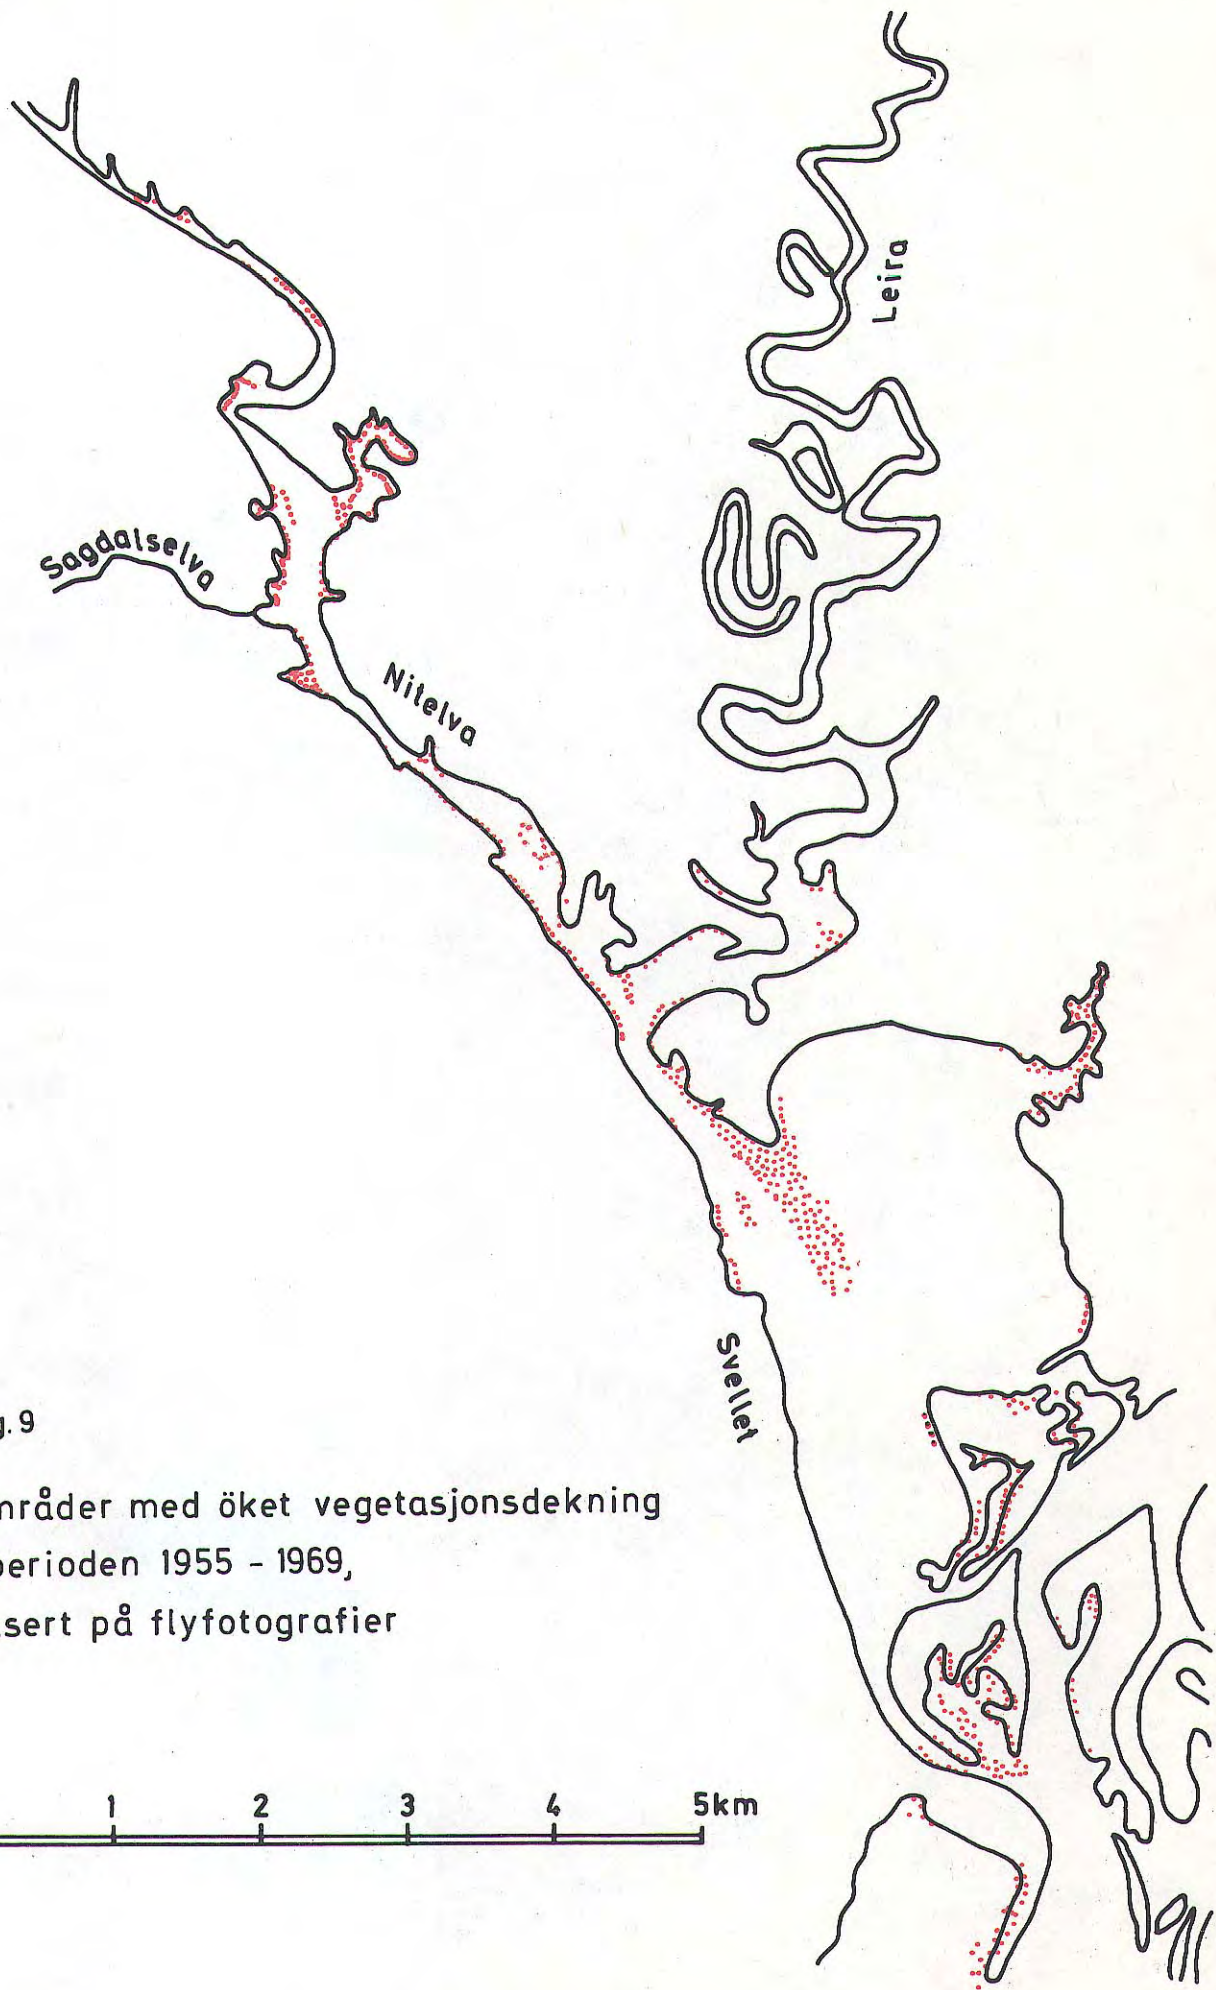 Leira
Sagdalselva
Nitelva
Svellet
g. 9
mråder med öket vegetasjonsdekning
perioden 1955 - 1969,
sert på flyfotografier
1 2 3 4 5km